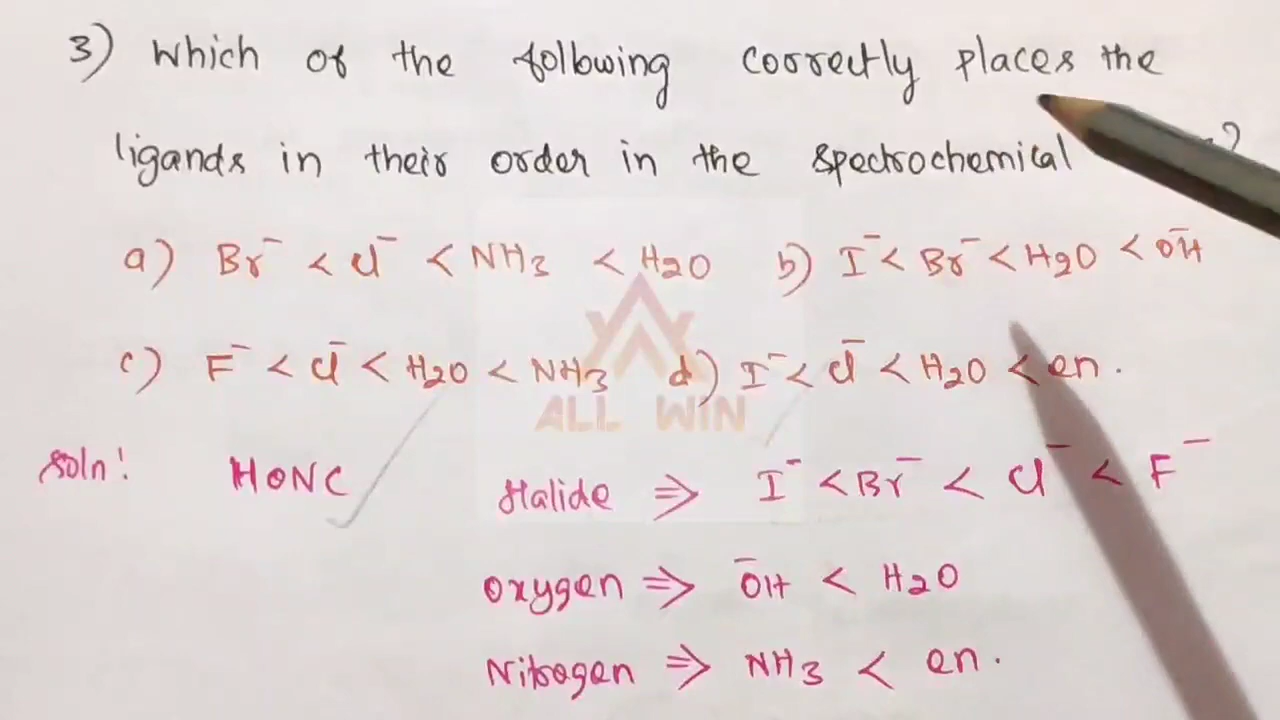 3) Which of the following correctly places the
ligands in their order in the spectrochemical ?
a) Br⁻ < Cl⁻ < NH₃ < H₂O b) I⁻ < Br⁻ < H₂O < ŌH
c) F⁻ < Cl⁻ < H₂O < NH₃ d) I⁻ < Cl⁻ < H₂O < en.
ALL WIN
Soln! HONC Halide ⇒ I⁻ < Br⁻ < Cl⁻ < F⁻
Oxygen ⇒ ⁻OH < H₂O
Nitrogen ⇒ NH₃ < en.